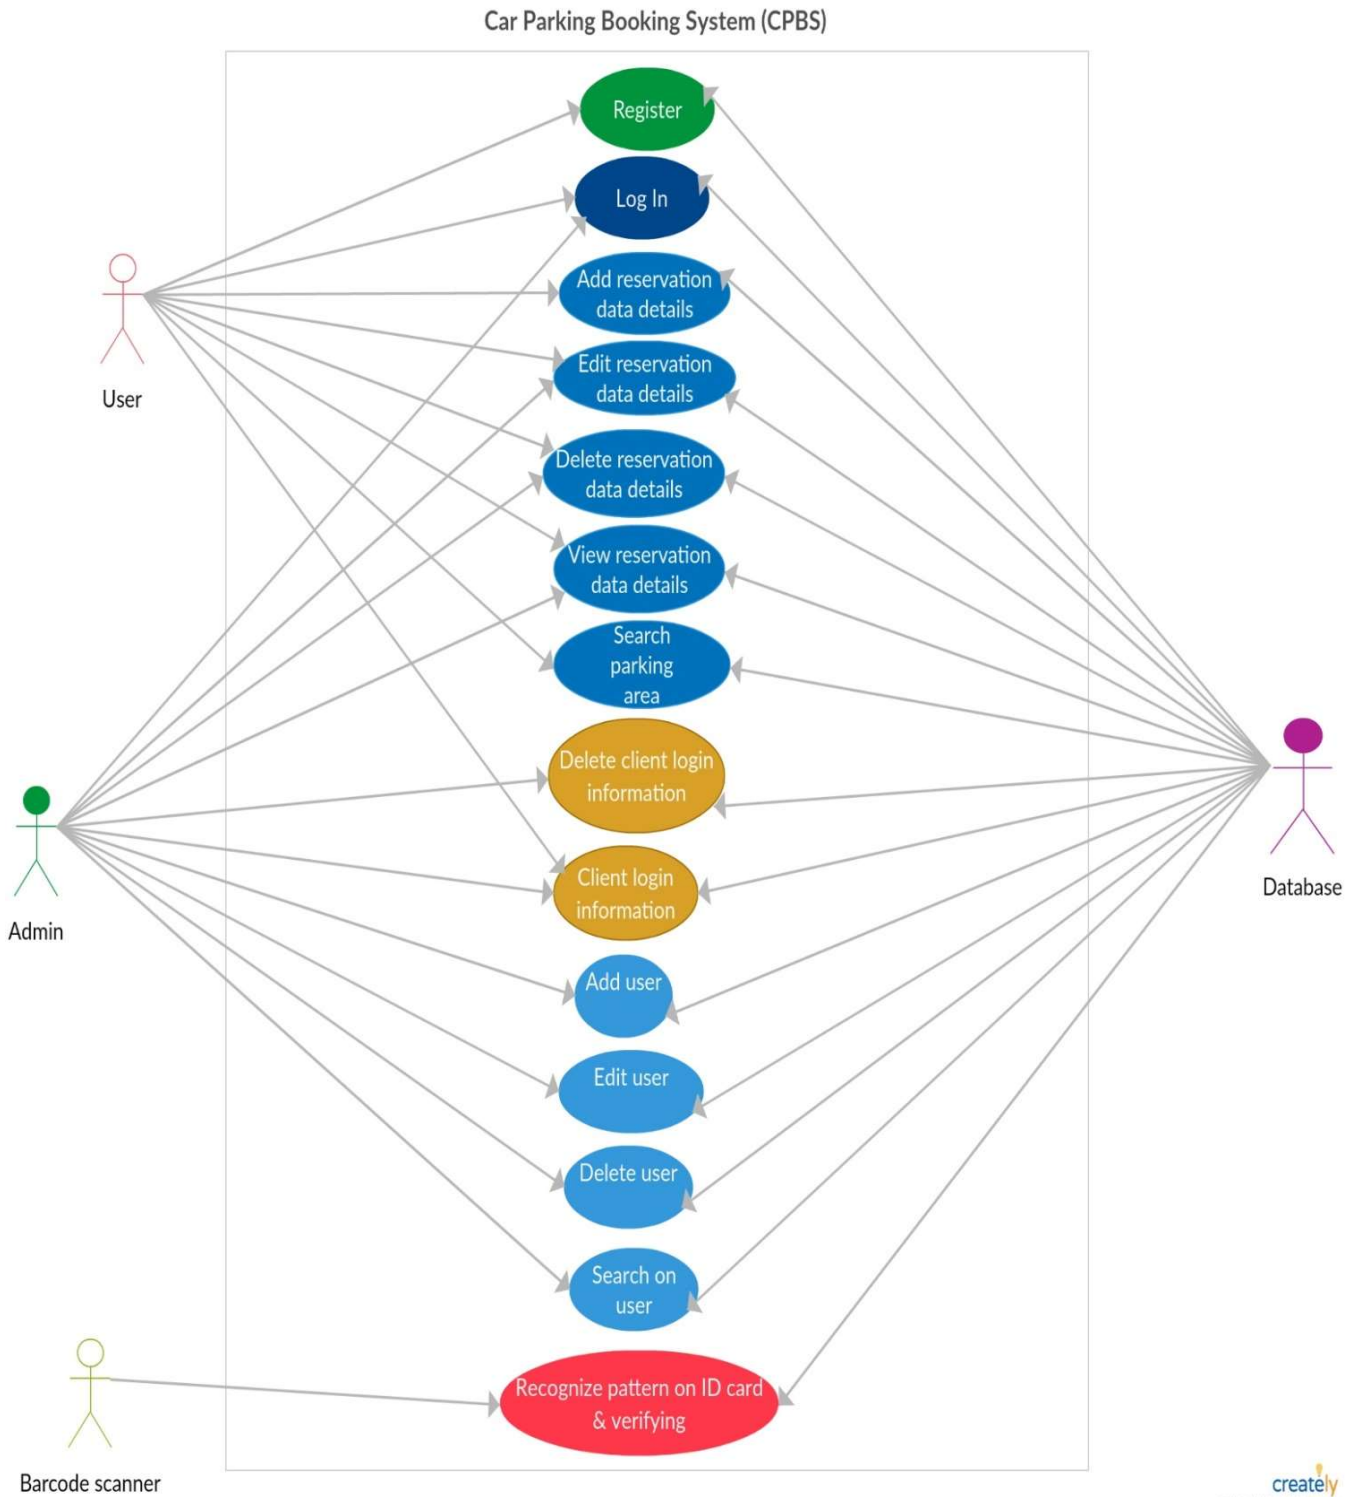 Car Parking Booking System (CPBS)
Register
Log In
Add reservation
data details
Edit reservation
data details
User
Delete reservation
data details
View reservation
data details
Search
parking
area
Delete client login
information
Client login
information
Database
Admin
Add user
Edit user
Delete user
Search on
user
Recognize pattern on ID card
& verifying
Barcode scanner
creately